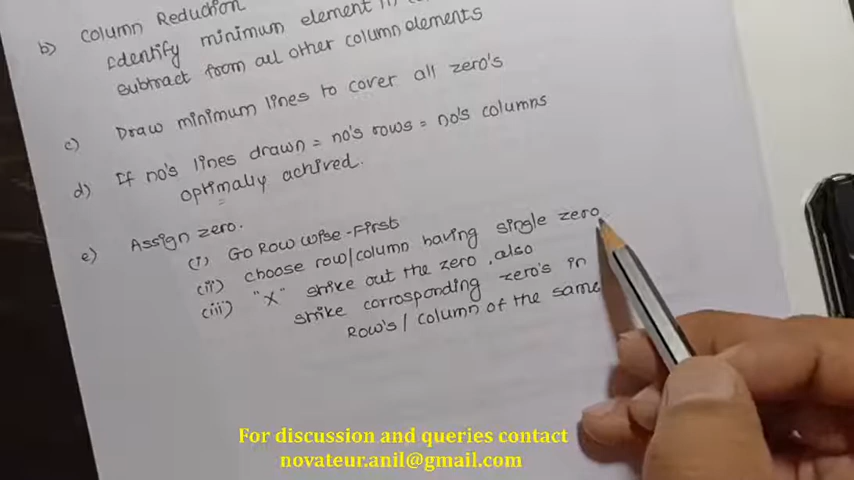 b) Column Reduction
Identify minimum element in
subtract from all other column elements
c) Draw minimum lines to cover all zero's
d) If no's lines drawn = no's rows = no's columns
optimally achived.
e) Assign zero.
(i) Go Row wise - First
(ii) choose row/column having single zero
(iii) "X" strike out the zero, also
strike corrosponding zero's in
Row's / column of the same
For discussion and queries contact
novateur.anil@gmail.com